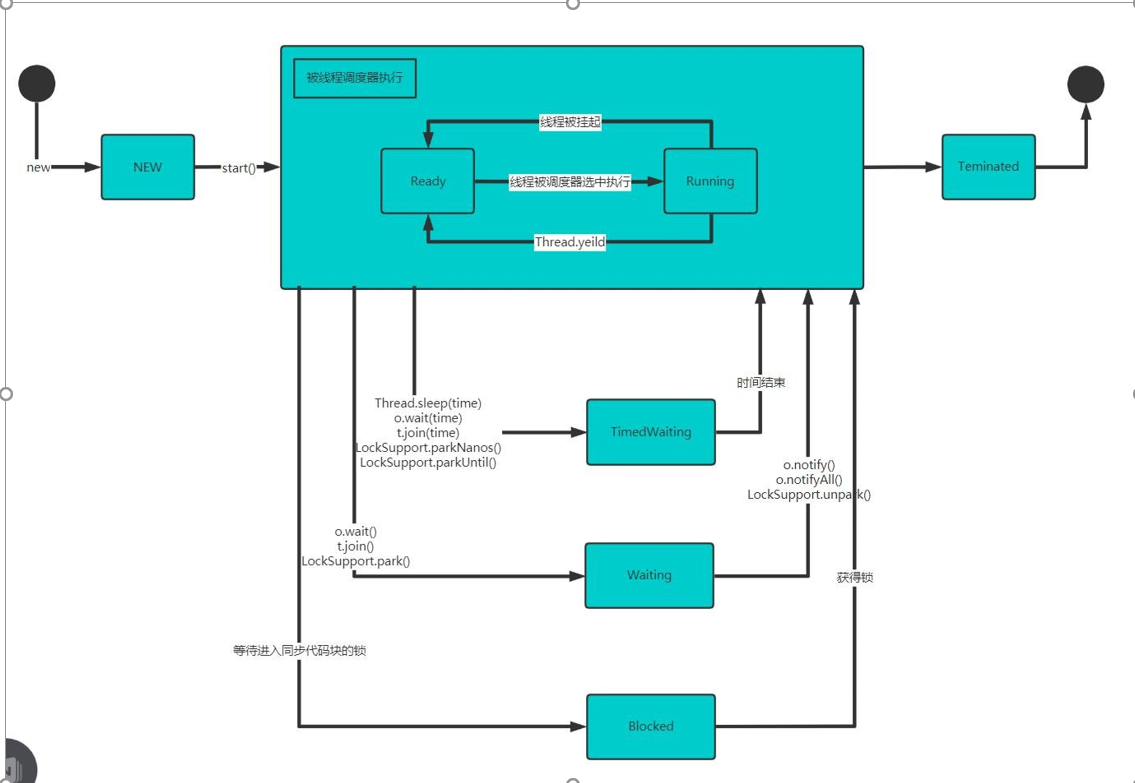 被线程调度器执行
线程被挂起
new
NEW
start()
Ready
线程被调度器选中执行
Running
Teminated
Thread.yeild
时间结束
Thread.sleep(time)
o.wait(time)
t.join(time)
LockSupport.parkNanos()
LockSupport.parkUntil()
TimedWaiting
o.notify()
o.notifyAll()
LockSupport.unpark()
o.wait()
t.join()
LockSupport.park()
Waiting
获得锁
等待进入同步代码块的锁
Blocked